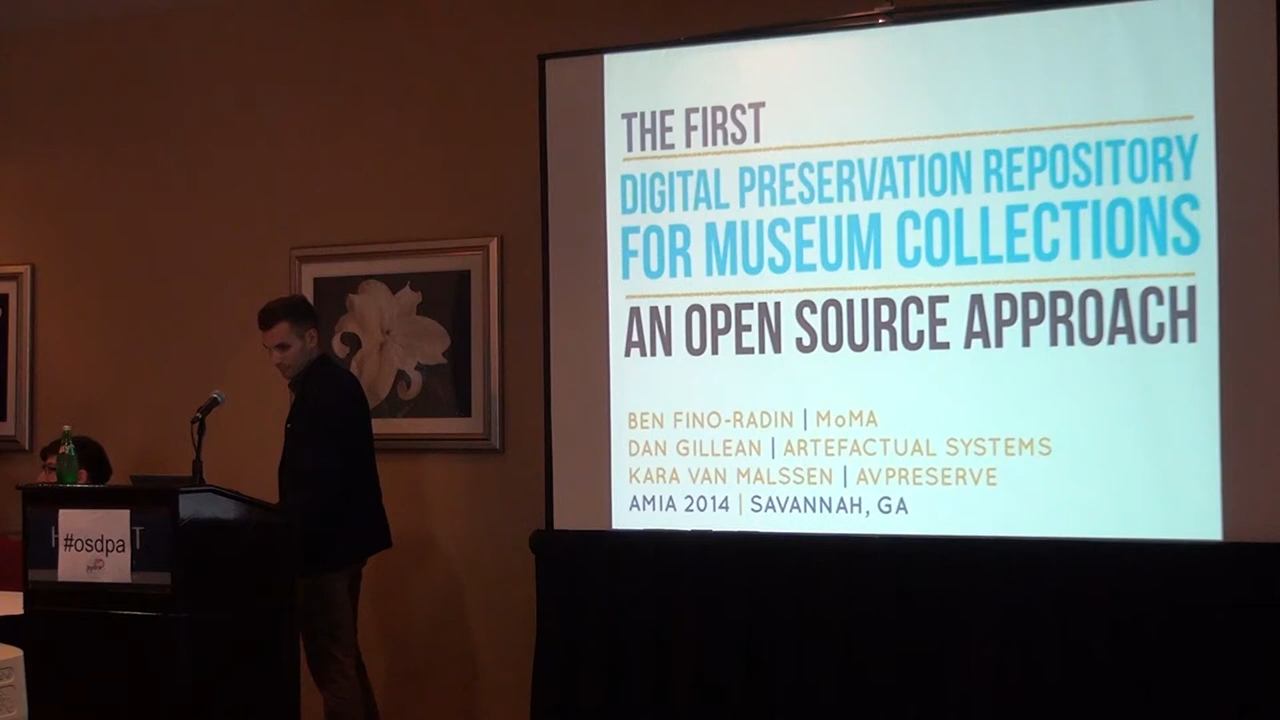 THE FIRST
DIGITAL PRESERVATION REPOSITORY
FOR MUSEUM COLLECTIONS
AN OPEN SOURCE APPROACH
BEN FINO-RADIN | MoMA
DAN GILLEAN | ARTEFACTUAL SYSTEMS
KARA VAN MALSSEN | AVPRESERVE
AMIA 2014 | SAVANNAH, GA
#osdpa